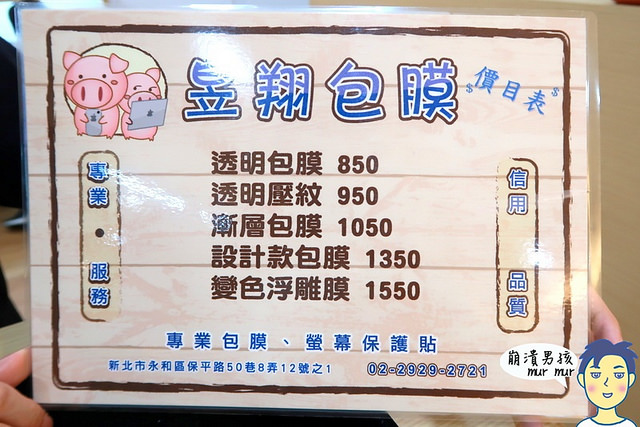 昱翔包膜
$價目表$
專業•服務
透明包膜 850
透明壓紋 950
漸層包膜 1050
設計款包膜 1350
變色浮雕膜 1550
信用 品質
專業包膜、螢幕保護貼
新北市永和區保平路50巷8弄12號之1 02-2929-2721
崩潰男孩
mur mur